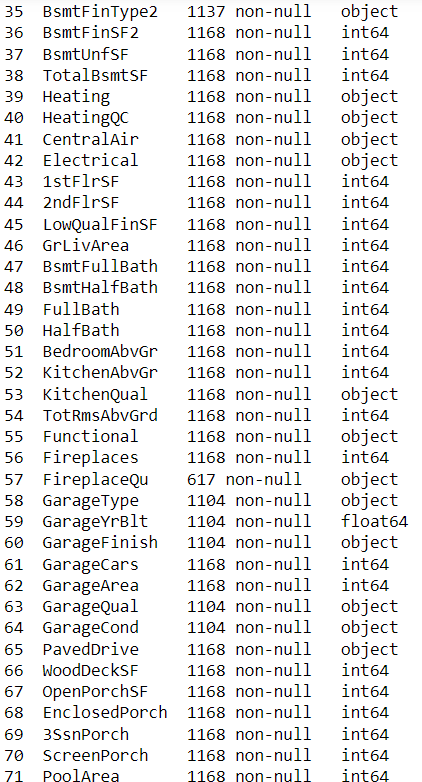 35 BsmtFinType2 1137 non-null object
36 BsmtFinSF2 1168 non-null int64
37 BsmtUnfSF 1168 non-null int64
38 TotalBsmtSF 1168 non-null int64
39 Heating 1168 non-null object
40 HeatingQC 1168 non-null object
41 CentralAir 1168 non-null object
42 Electrical 1168 non-null object
43 1stFlrSF 1168 non-null int64
44 2ndFlrSF 1168 non-null int64
45 LowQualFinSF 1168 non-null int64
46 GrLivArea 1168 non-null int64
47 BsmtFullBath 1168 non-null int64
48 BsmtHalfBath 1168 non-null int64
49 FullBath 1168 non-null int64
50 HalfBath 1168 non-null int64
51 BedroomAbvGr 1168 non-null int64
52 KitchenAbvGr 1168 non-null int64
53 KitchenQual 1168 non-null object
54 TotRmsAbvGrd 1168 non-null int64
55 Functional 1168 non-null object
56 Fireplaces 1168 non-null int64
57 FireplaceQu 617 non-null object
58 GarageType 1104 non-null object
59 GarageYrBlt 1104 non-null float64
60 GarageFinish 1104 non-null object
61 GarageCars 1168 non-null int64
62 GarageArea 1168 non-null int64
63 GarageQual 1104 non-null object
64 GarageCond 1104 non-null object
65 PavedDrive 1168 non-null object
66 WoodDeckSF 1168 non-null int64
67 OpenPorchSF 1168 non-null int64
68 EnclosedPorch 1168 non-null int64
69 3SsnPorch 1168 non-null int64
70 ScreenPorch 1168 non-null int64
71 PoolArea 1168 non-null int64